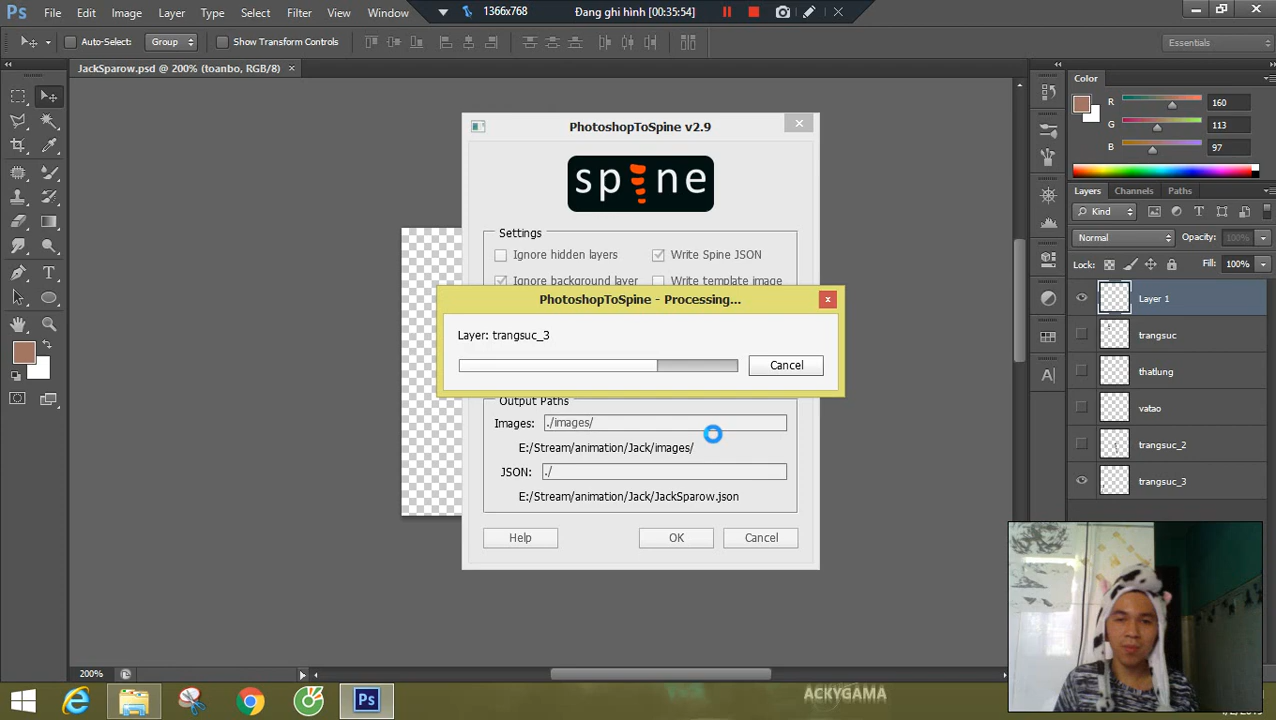 Ps File Edit Image Layer Type Select Filter View Window
1366x768 Đang ghi hình (00:35:54)
Auto-Select: Group Show Transform Controls
Essentials
JackSparow.psd @ 200% (toanbo, RGB/8) ×
PhotoshopToSpine v2.9
spine
Settings
Ignore hidden layers Write Spine JSON
Ignore background layer Write template image
PhotoshopToSpine - Processing...
Layer: trangsuc_3
Cancel
Output Paths
Images: ./images/
E:/Stream/animation/Jack/images/
JSON: ./
E:/Stream/animation/Jack/JackSparow.json
Help OK Cancel
Color
R 160
G 113
B 97
Layers Channels Paths
Kind
Normal Opacity: 100%
Lock: Fill: 100%
Layer 1
trangsuc
thatlung
vatao
trangsuc_2
trangsuc_3
200%
Ps
ACKYGAMA